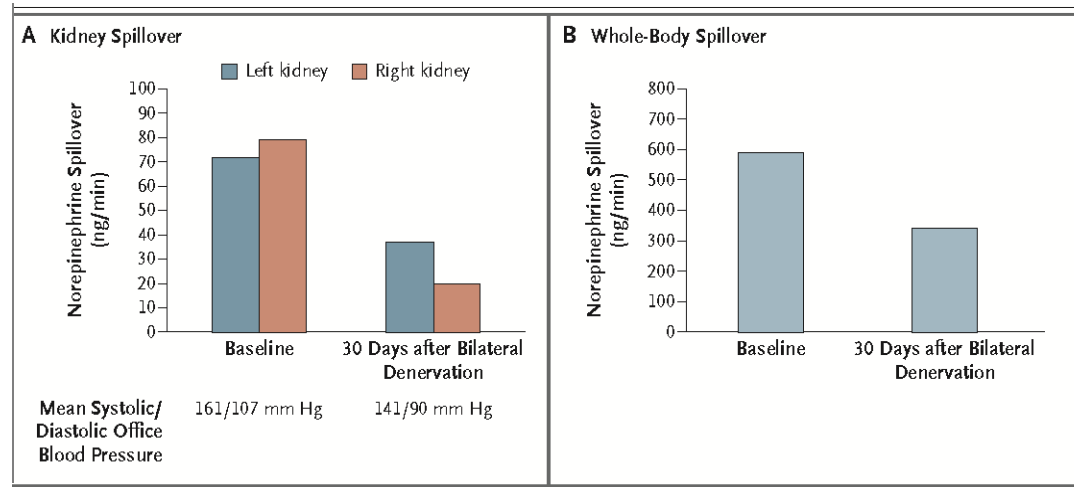 A Kidney Spillover
Left kidney
Right kidney
Norepinephrine Spillover
(ng/min)
100
90
80
70
60
50
40
30
20
10
0
Baseline
30 Days after Bilateral
Denervation
Mean Systolic/
Diastolic Office
Blood Pressure
161/107 mm Hg
141/90 mm Hg
B Whole-Body Spillover
Norepinephrine Spillover
(ng/min)
800
700
600
500
400
300
200
100
0
Baseline
30 Days after Bilateral
Denervation